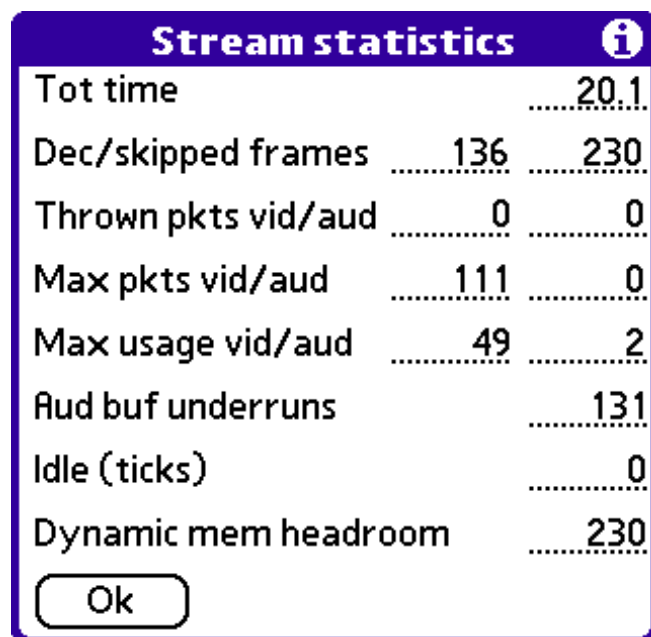 Stream statistics i
Tot time 20.1
Dec/skipped frames 136 230
Thrown pkts vid/aud 0 0
Max pkts vid/aud 111 0
Max usage vid/aud 49 2
Aud buf underruns 131
Idle (ticks) 0
Dynamic mem headroom 230
Ok